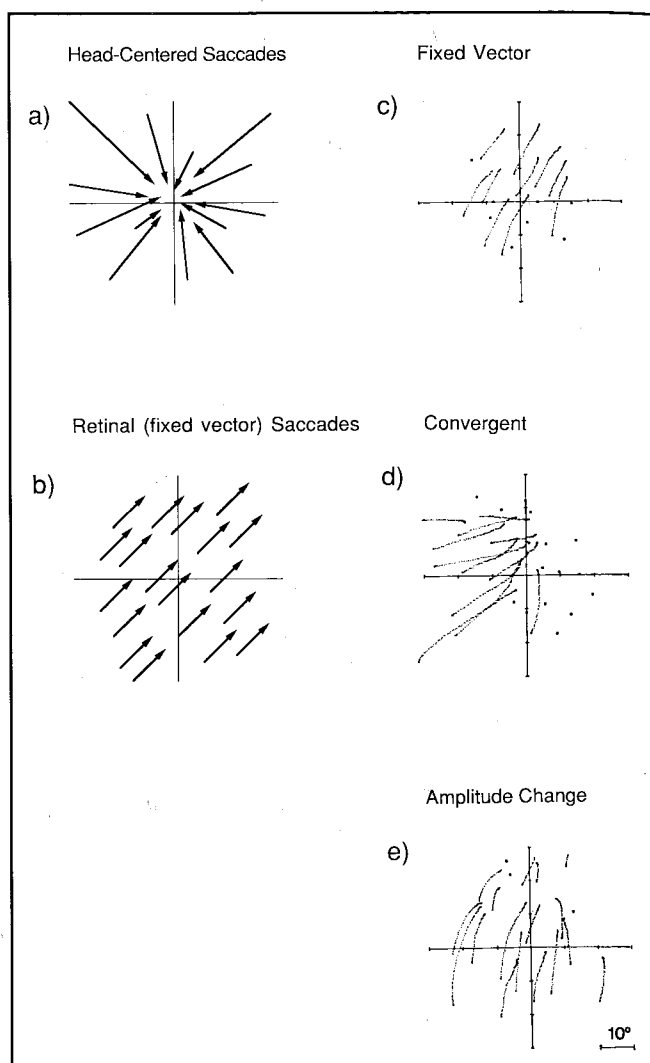 Head-Centered Saccades
a)
Fixed Vector
c)
Retinal (fixed vector) Saccades
b)
Convergent
d)
Amplitude Change
e)
10°